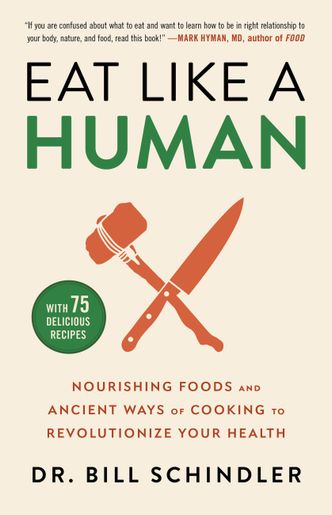 "If you are confused about what to eat and want to learn how to be in right relationship to
your body, nature, and food, read this book!" —MARK HYMAN, MD, author of FOOD
EAT LIKE A
HUMAN
WITH 75
DELICIOUS
RECIPES
NOURISHING FOODS AND
ANCIENT WAYS OF COOKING TO
REVOLUTIONIZE YOUR HEALTH
DR. BILL SCHINDLER